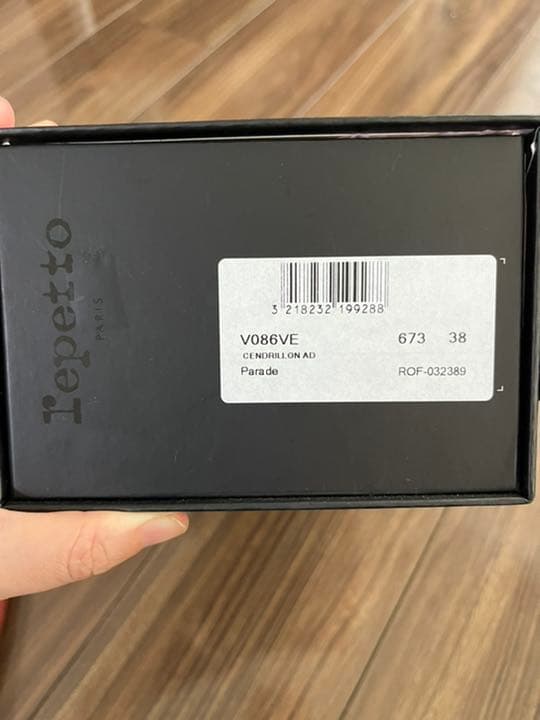 repetto
PARIS
3 218232 199288
V086VE 673 38
CENDRILLON AD
Parade ROF-032389